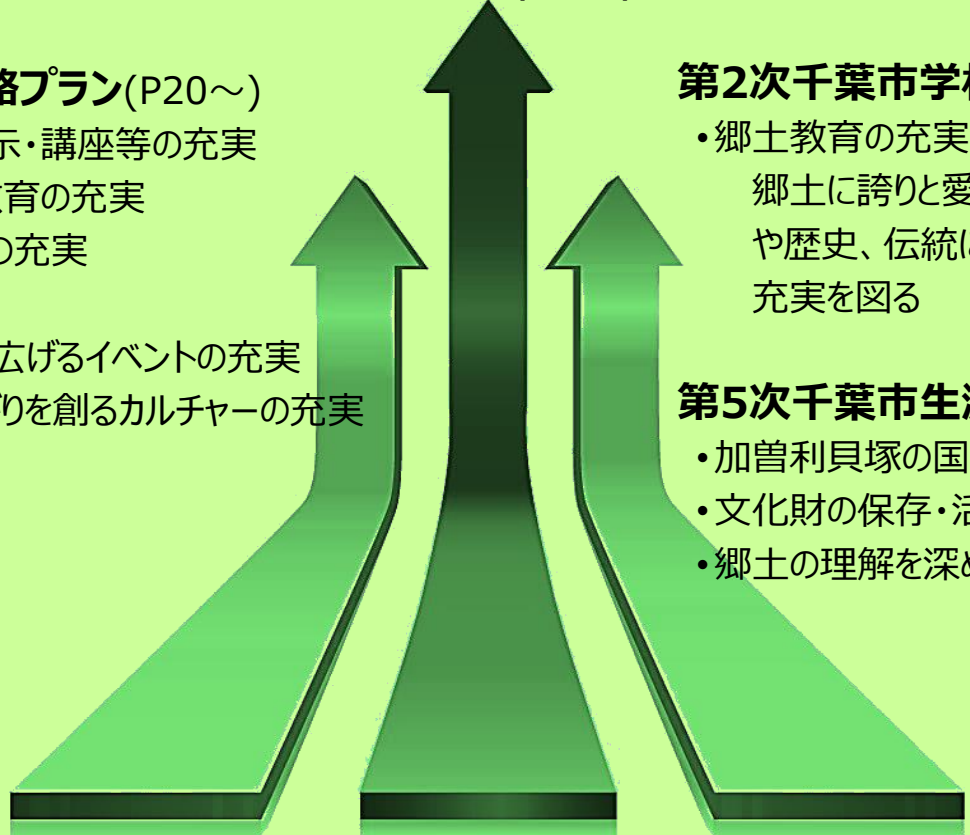 略プラン(P20～)
示・講座等の充実
育の充実
の充実
広げるイベントの充実
りを創るカルチャーの充実
第2次千葉市学校
・郷土教育の充実
郷土に誇りと愛
や歴史、伝統に
充実を図る
第5次千葉市生涯
・加曽利貝塚の国
・文化財の保存・活
・郷土の理解を深め